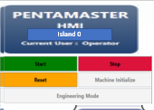 PENTAMASTER
HMI
Island 0
Current User : Operator
Start Stop
Reset Machine Initialize
Engineering Mode